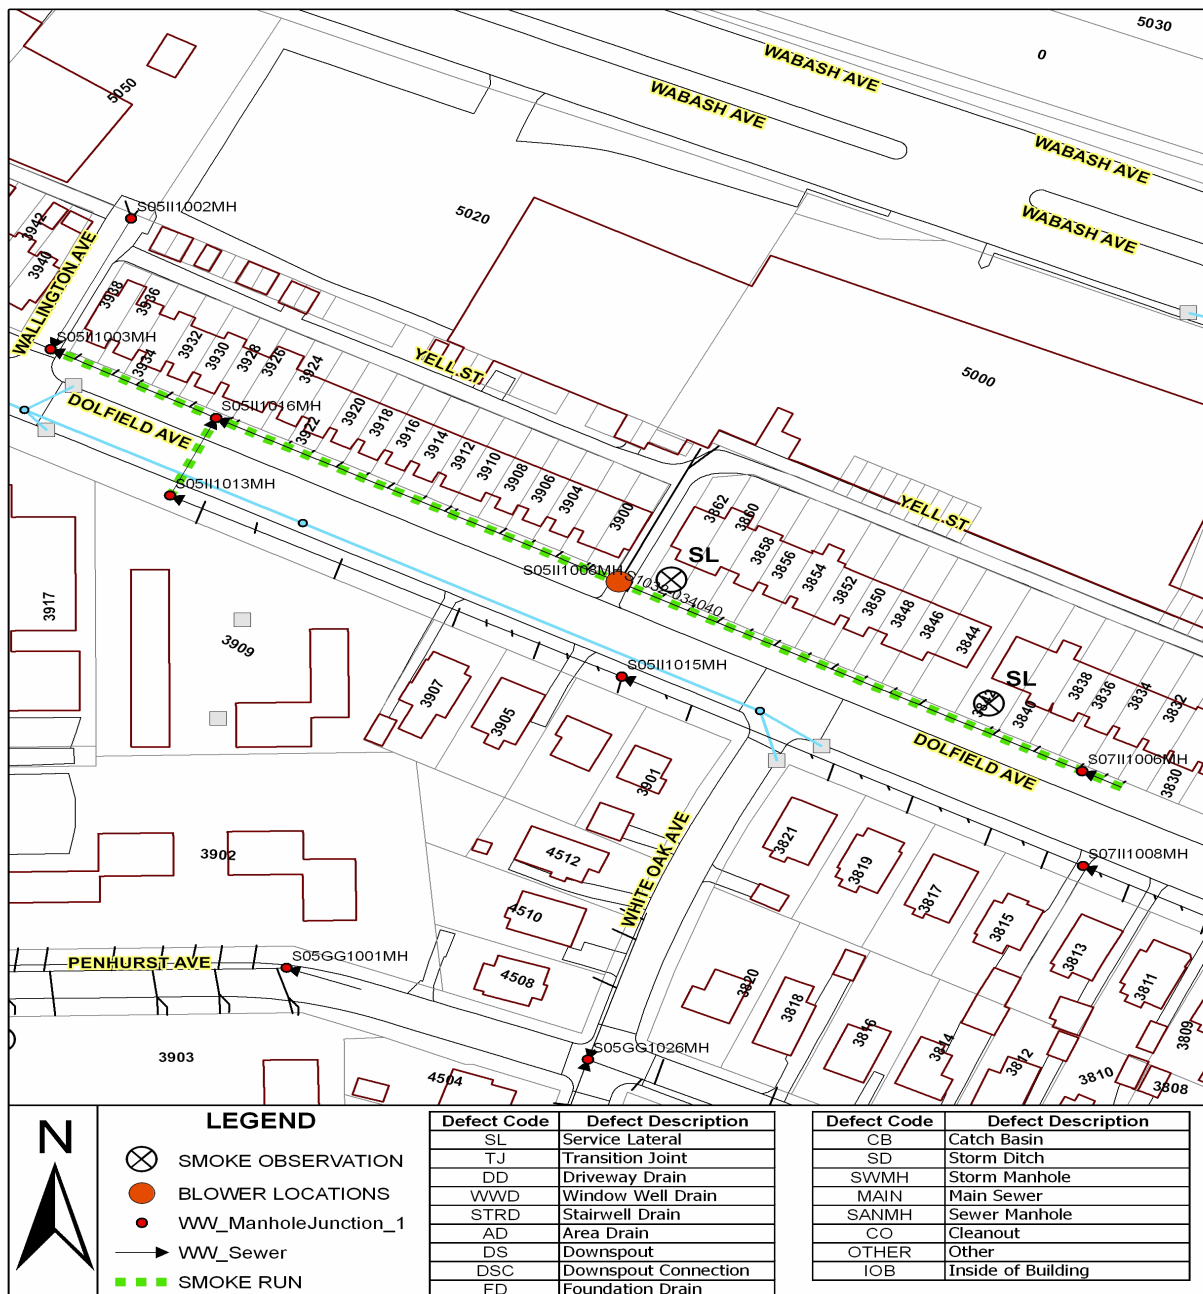 5030
0
WABASH AVE
WABASH AVE
WABASH AVE
WABASH AVE
5050
S05II1002MH
5020
3942
3940
WALLINGTON AVE
3938
3936
S05II1003MH
3934
3932
3930
3928
3926
3924
YELL ST
5000
DOLFIELD AVE
S05II1016MH
3922
3920
3918
3916
3914
3912
3910
3908
3906
3904
3900
S05II1013MH
3862
3860
3858
3856
3854
3852
3850
3848
3846
3844
YELL ST
SL
S05II1008MH
S1032-034040
3917
3909
S05II1015MH
SL
3842
3840
3838
3836
3834
3832
3830
3907
3905
3901
DOLFIELD AVE
S07II1006MH
3902
4512
4510
4508
WHITE OAK AVE
3821
3819
3817
3815
3813
3811
3809
S07II1008MH
PENHURST AVE
S05GG1001MH
3820
3818
3816
3814
3812
3810
3808
3903
S05GG1026MH
4504
N
LEGEND
SMOKE OBSERVATION
BLOWER LOCATIONS
WW_ManholeJunction_1
WW_Sewer
SMOKE RUN
Defect Code Defect Description
SL Service Lateral
TJ Transition Joint
DD Driveway Drain
WWD Window Well Drain
STRD Stairwell Drain
AD Area Drain
DS Downspout
DSC Downspout Connection
FD Foundation Drain
Defect Code Defect Description
CB Catch Basin
SD Storm Ditch
SWMH Storm Manhole
MAIN Main Sewer
SANMH Sewer Manhole
CO Cleanout
OTHER Other
IOB Inside of Building